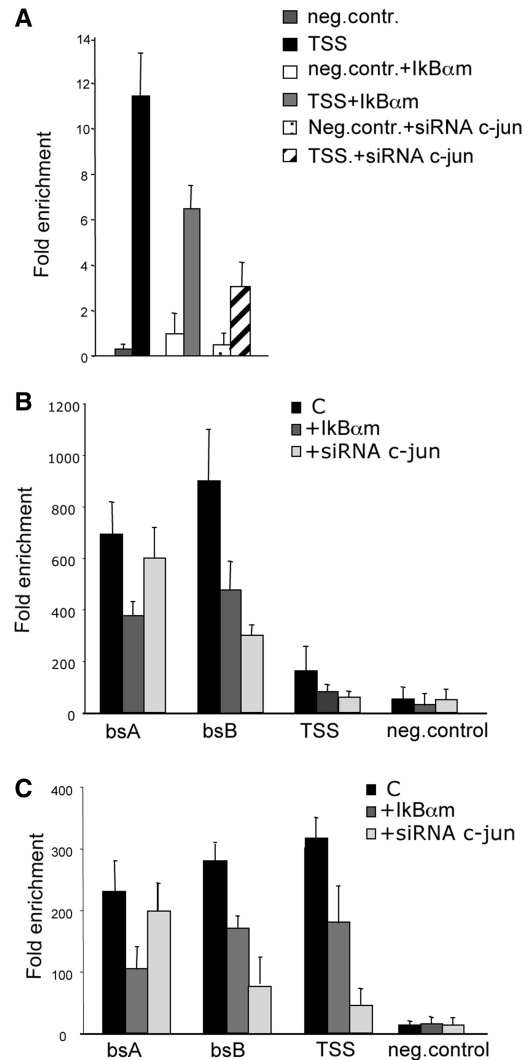 A
neg.contr.
TSS
neg.contr.+IkBαm
TSS+IkBαm
Neg.contr.+siRNA c-jun
TSS.+siRNA c-jun
Fold enrichment
14
12
10
8
6
4
2
0
B
C
+IkBαm
+siRNA c-jun
Fold enrichment
1200
1000
800
600
400
200
0
bsA bsB TSS neg.control
C
C
+IkBαm
+siRNA c-jun
Fold enrichment
400
300
200
100
0
bsA bsB TSS neg.control